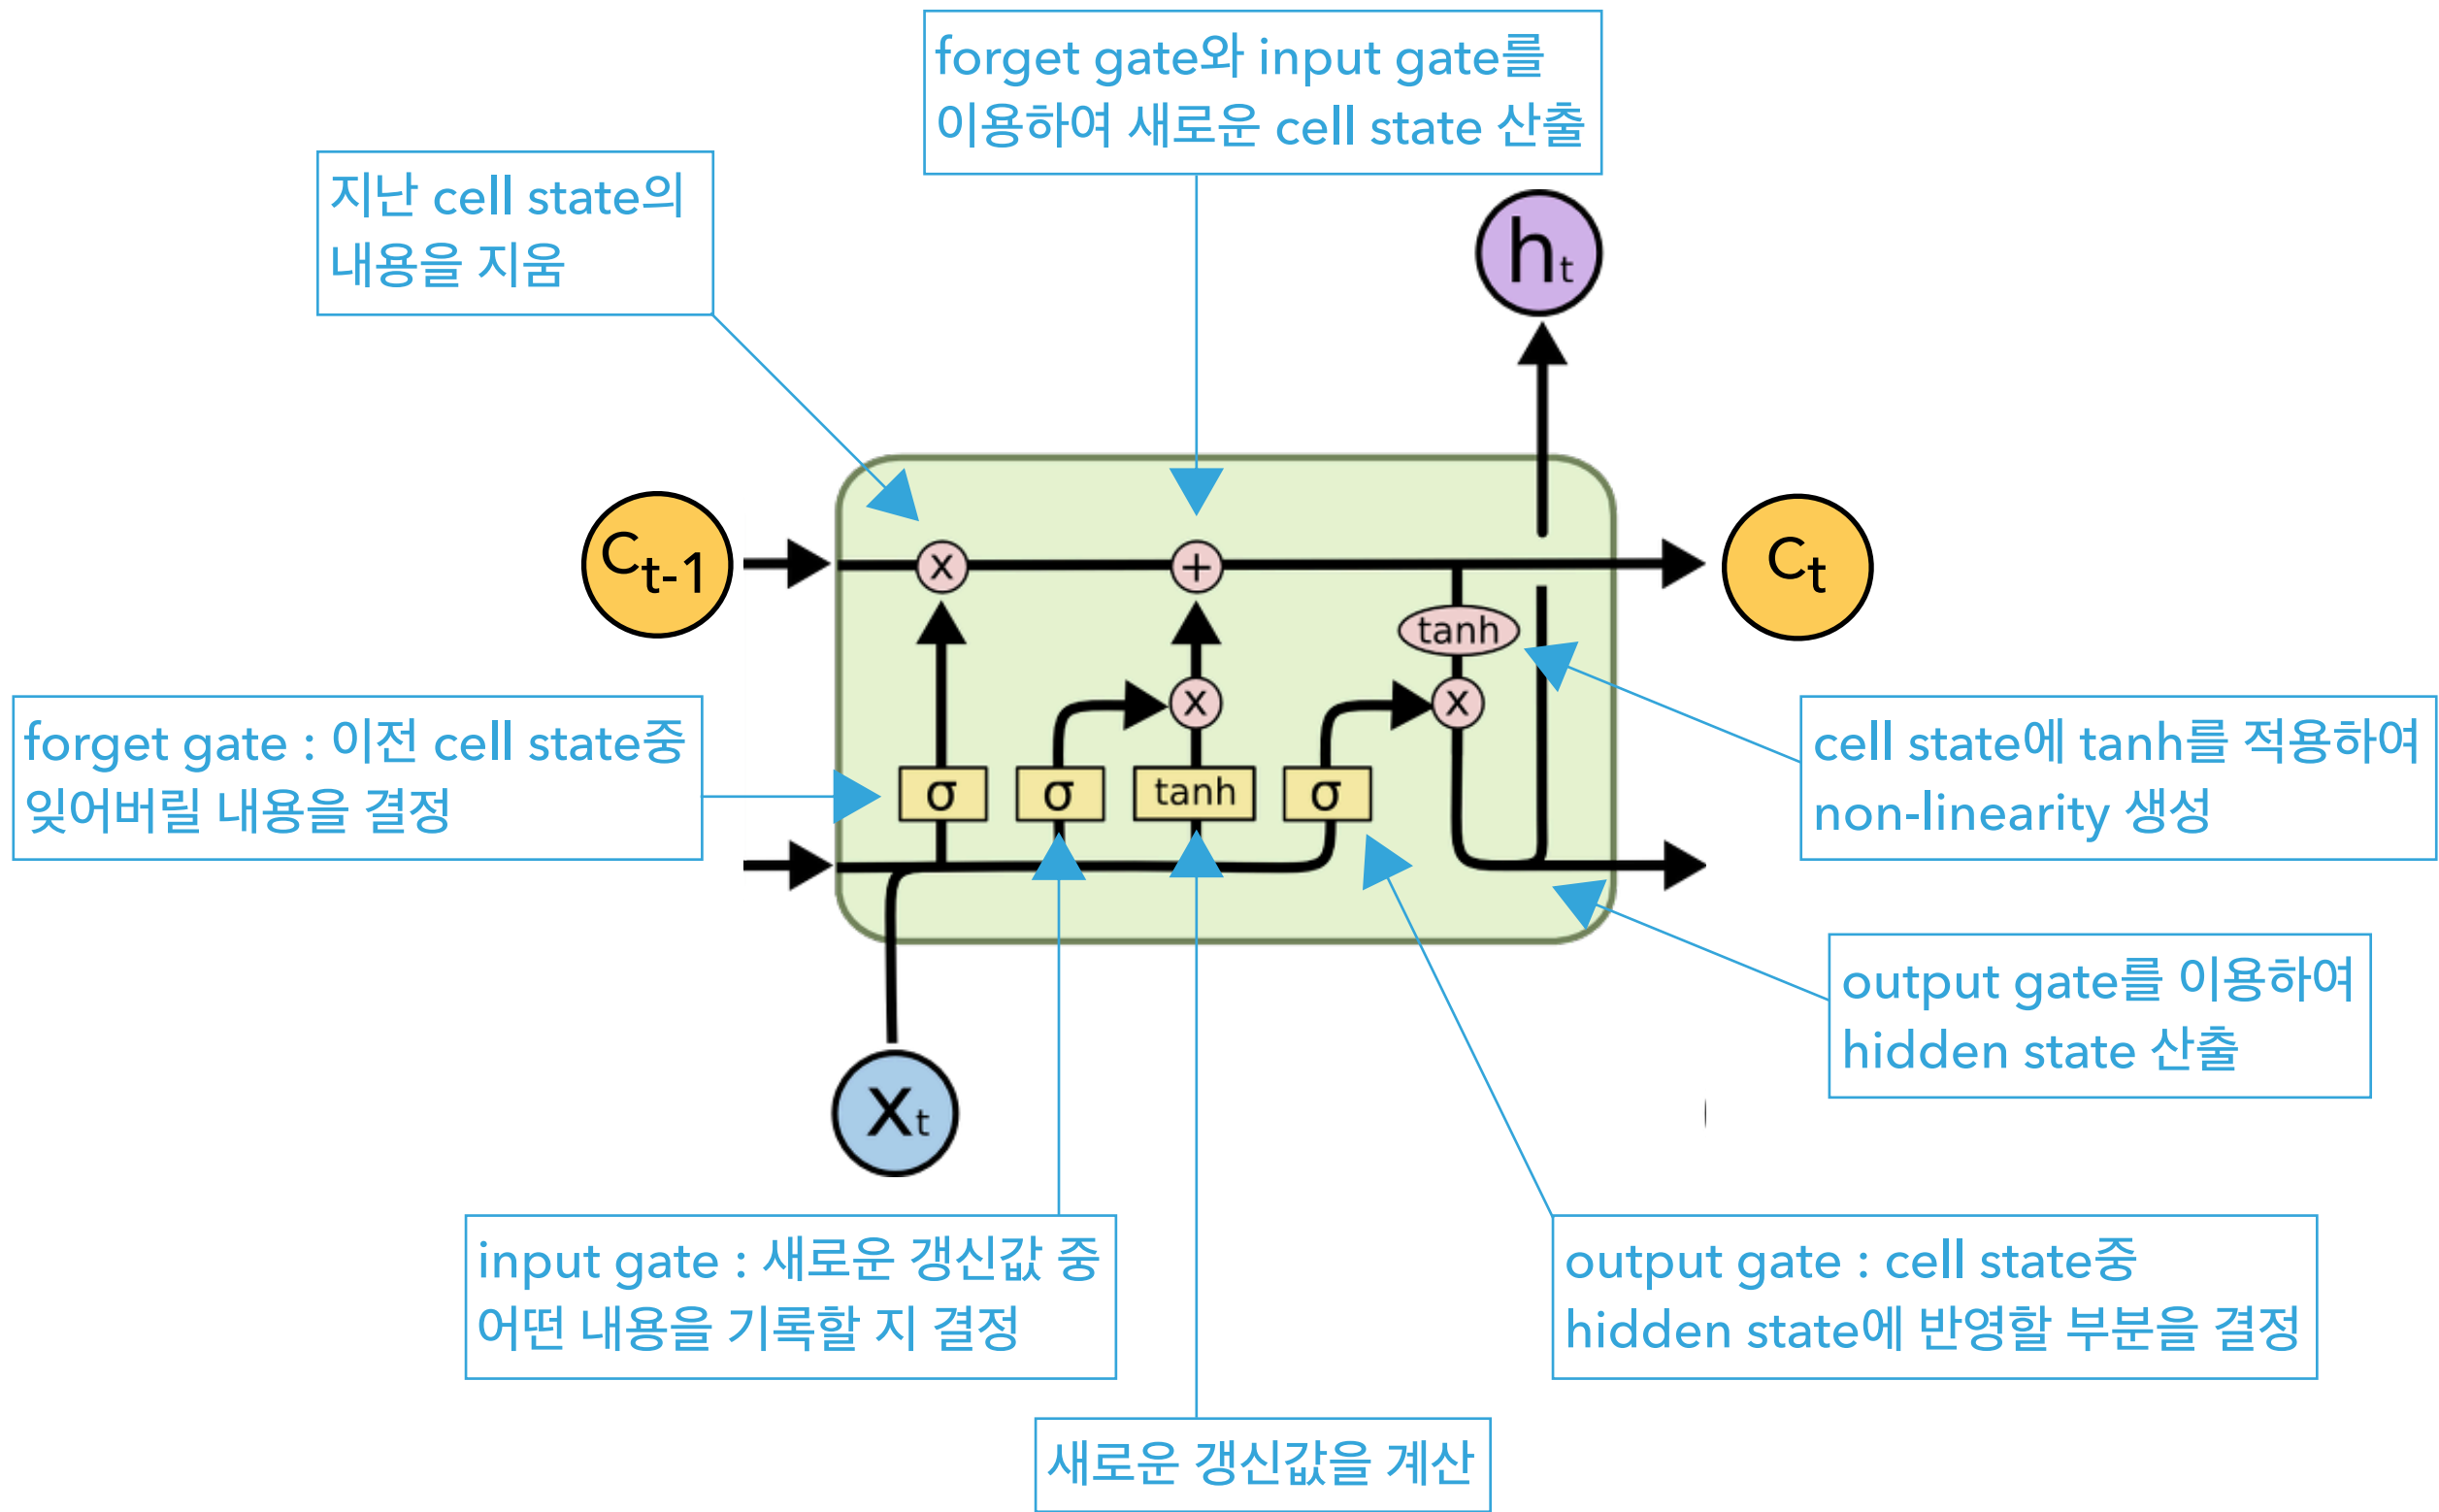 forget gate와 input gate를
이용하여 새로운 cell state 산출
지난 cell state의
내용을 지움
ht
Ct-1
x
+
Ct
tanh
forget gate : 이전 cell state중
잊어버릴 내용을 결정
x
x
cell state에 tanh를 적용하여
non-linearity 생성
σ
σ
tanh
σ
output gate를 이용하여
hidden state 산출
xt
input gate : 새로운 갱신값 중
어떤 내용을 기록할 지 결정
output gate : cell state중
hidden state에 반영할 부분을 결정
새로운 갱신값을 계산